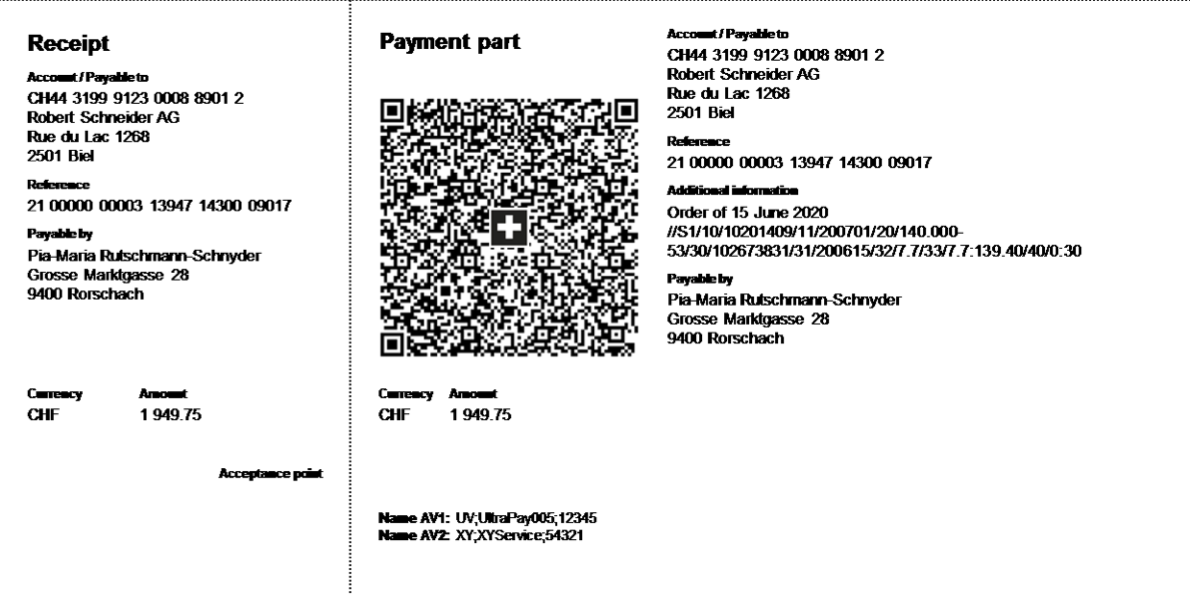 Receipt
Account / Payable to
CH44 3199 9123 0008 8901 2
Robert Schneider AG
Rue du Lac 1268
2501 Biel
Reference
21 00000 00003 13947 14300 09017
Payable by
Pia-Maria Rutschmann-Schnyder
Grosse Marktgasse 28
9400 Rorschach
Currency Amount
CHF 1 949.75
Acceptance point
Payment part
Currency Amount
CHF 1 949.75
Name AV1: UV;UltraPay005;12345
Name AV2: XY;XYService;54321
Account / Payable to
CH44 3199 9123 0008 8901 2
Robert Schneider AG
Rue du Lac 1268
2501 Biel
Reference
21 00000 00003 13947 14300 09017
Additional information
Order of 15 June 2020
//S1/10/10201409/11/200701/20/140.000-
53/30/102673831/31/200615/32/7.7/33/7.7:139.40/40/0:30
Payable by
Pia-Maria Rutschmann-Schnyder
Grosse Marktgasse 28
9400 Rorschach